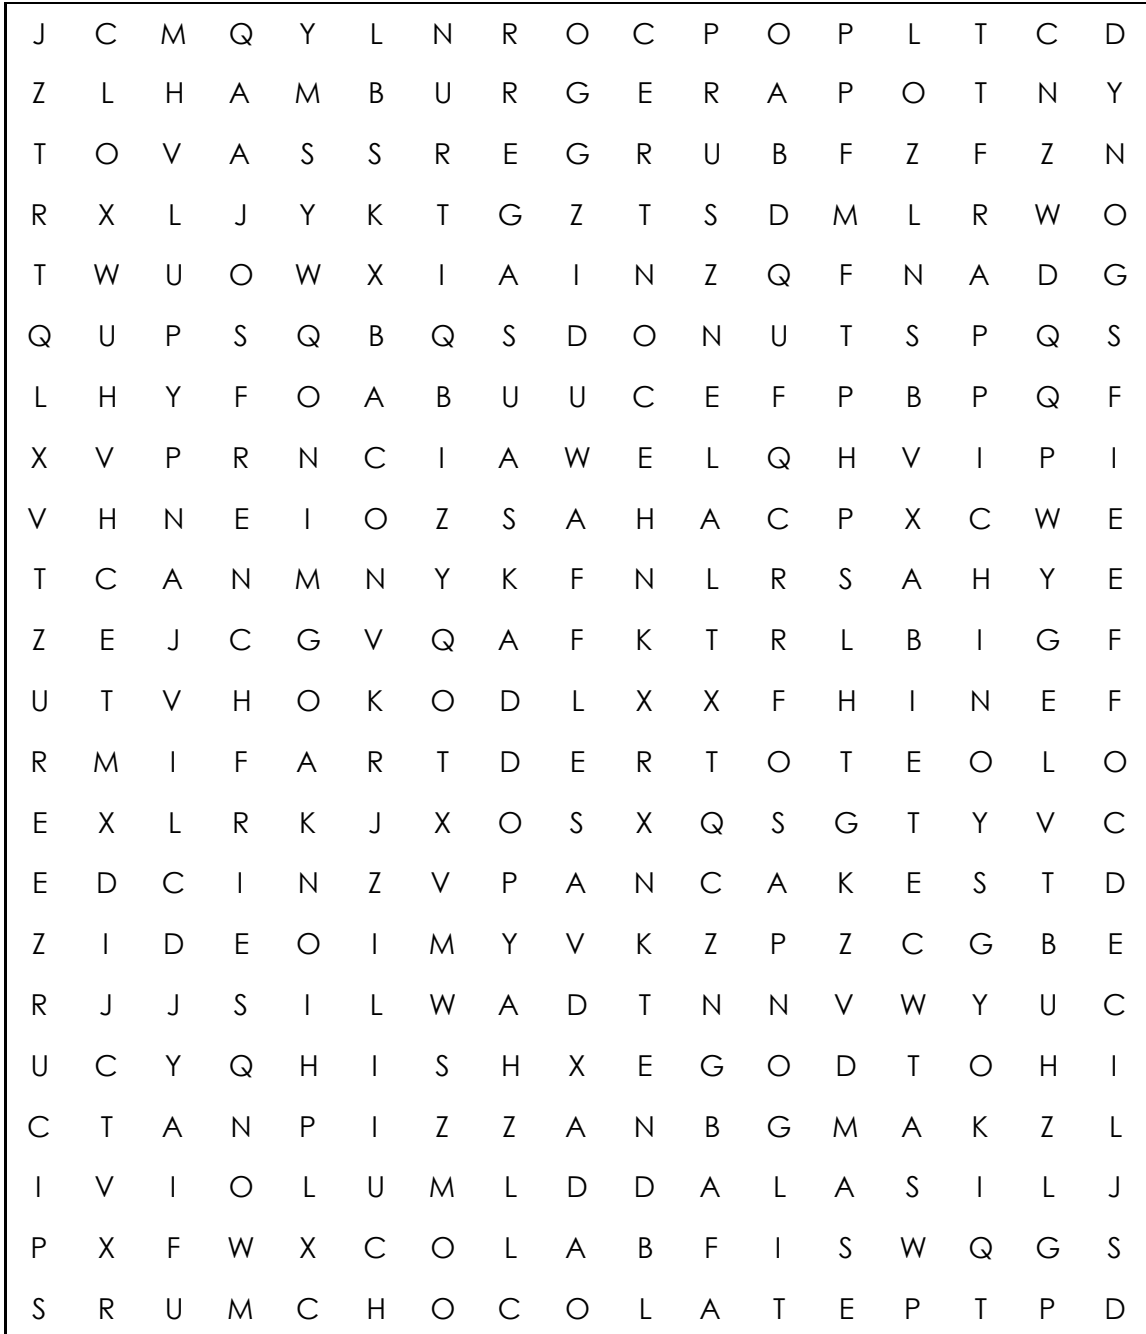 J C M Q Y L N R O C P O P L T C D
Z L H A M B U R G E R A P O T N Y
T O V A S S R E G R U B F Z F Z N
R X L J Y K T G Z T S D M L R W O
T W U O W X I A I N Z Q F N A D G
Q U P S Q B Q S D O N U T S P Q S
L H Y F O A B U U C E F P B P Q F
X V P R N C I A W E L Q H V I P I
V H N E I O Z S A H A C P X C W E
T C A N M N Y K F N L R S A H Y E
Z E J C G V Q A F K T R L B I G F
U T V H O K O D L X X F H I N E F
R M I F A R T D E R T O T E O L O
E X L R K J X O S X Q S G T Y V C
E D C I N Z V P A N C A K E S T D
Z I D E O I M Y V K Z P Z C G B E
R J J S I L W A D T N N V W Y U C
U C Y Q H I S H X E G O D T O H I
C T A N P I Z Z A N B G M A K Z L
I V I O L U M L D D A L A S I L J
P X F W X C O L A B F I S W Q G S
S R U M C H O C O L A T E P T P D